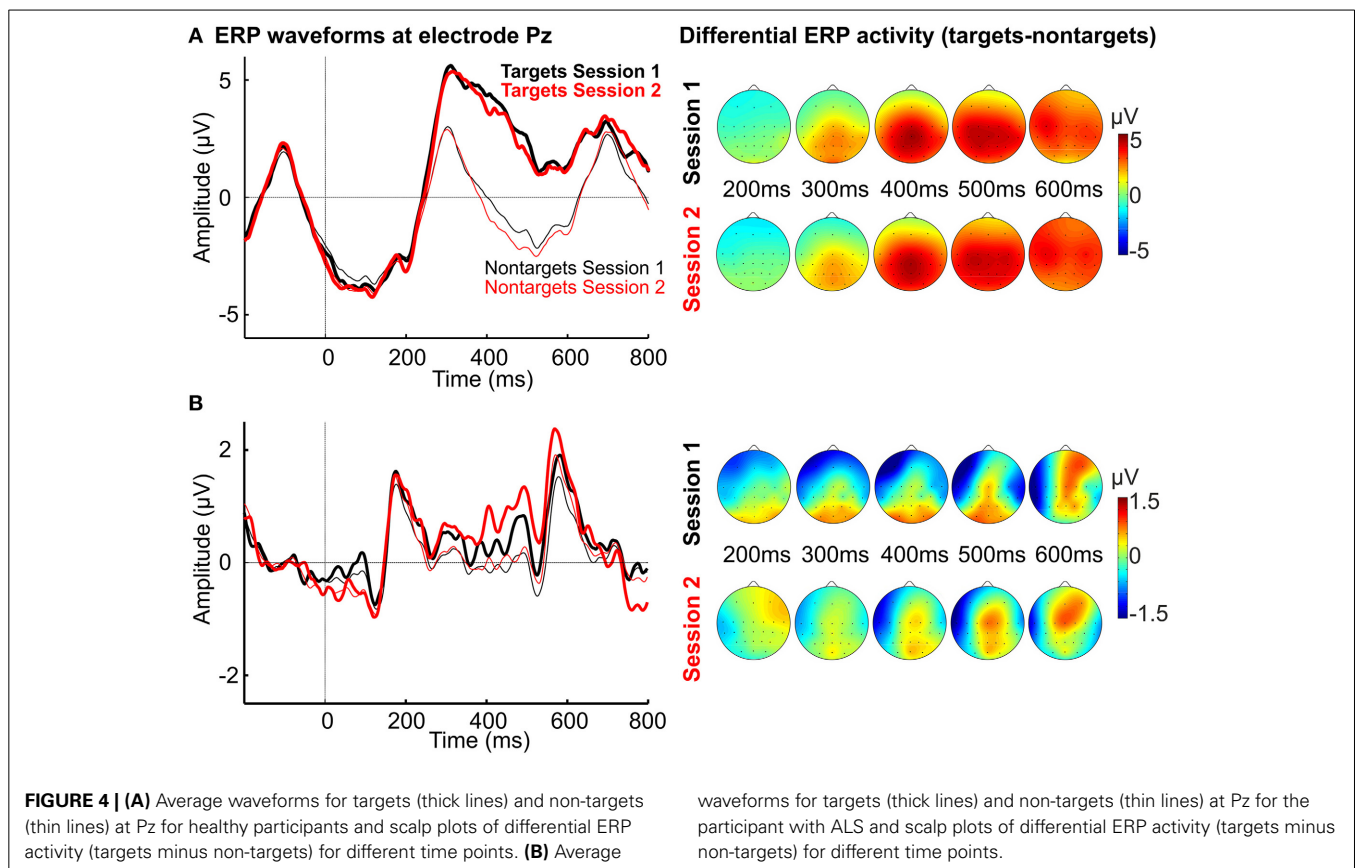 A ERP waveforms at electrode Pz
Differential ERP activity (targets-nontargets)
Targets Session 1
Targets Session 2
Nontargets Session 1
Nontargets Session 2
Amplitude (µV)
5
0
-5
0 200 400 600 800
Time (ms)
Session 1
200ms 300ms 400ms 500ms 600ms
Session 2
µV
5
0
-5
B
Amplitude (µV)
2
0
-2
0 200 400 600 800
Time (ms)
Session 1
200ms 300ms 400ms 500ms 600ms
Session 2
µV
1.5
0
-1.5
FIGURE 4 | (A) Average waveforms for targets (thick lines) and non-targets
(thin lines) at Pz for healthy participants and scalp plots of differential ERP
activity (targets minus non-targets) for different time points. (B) Average
waveforms for targets (thick lines) and non-targets (thin lines) at Pz for the
participant with ALS and scalp plots of differential ERP activity (targets minus
non-targets) for different time points.